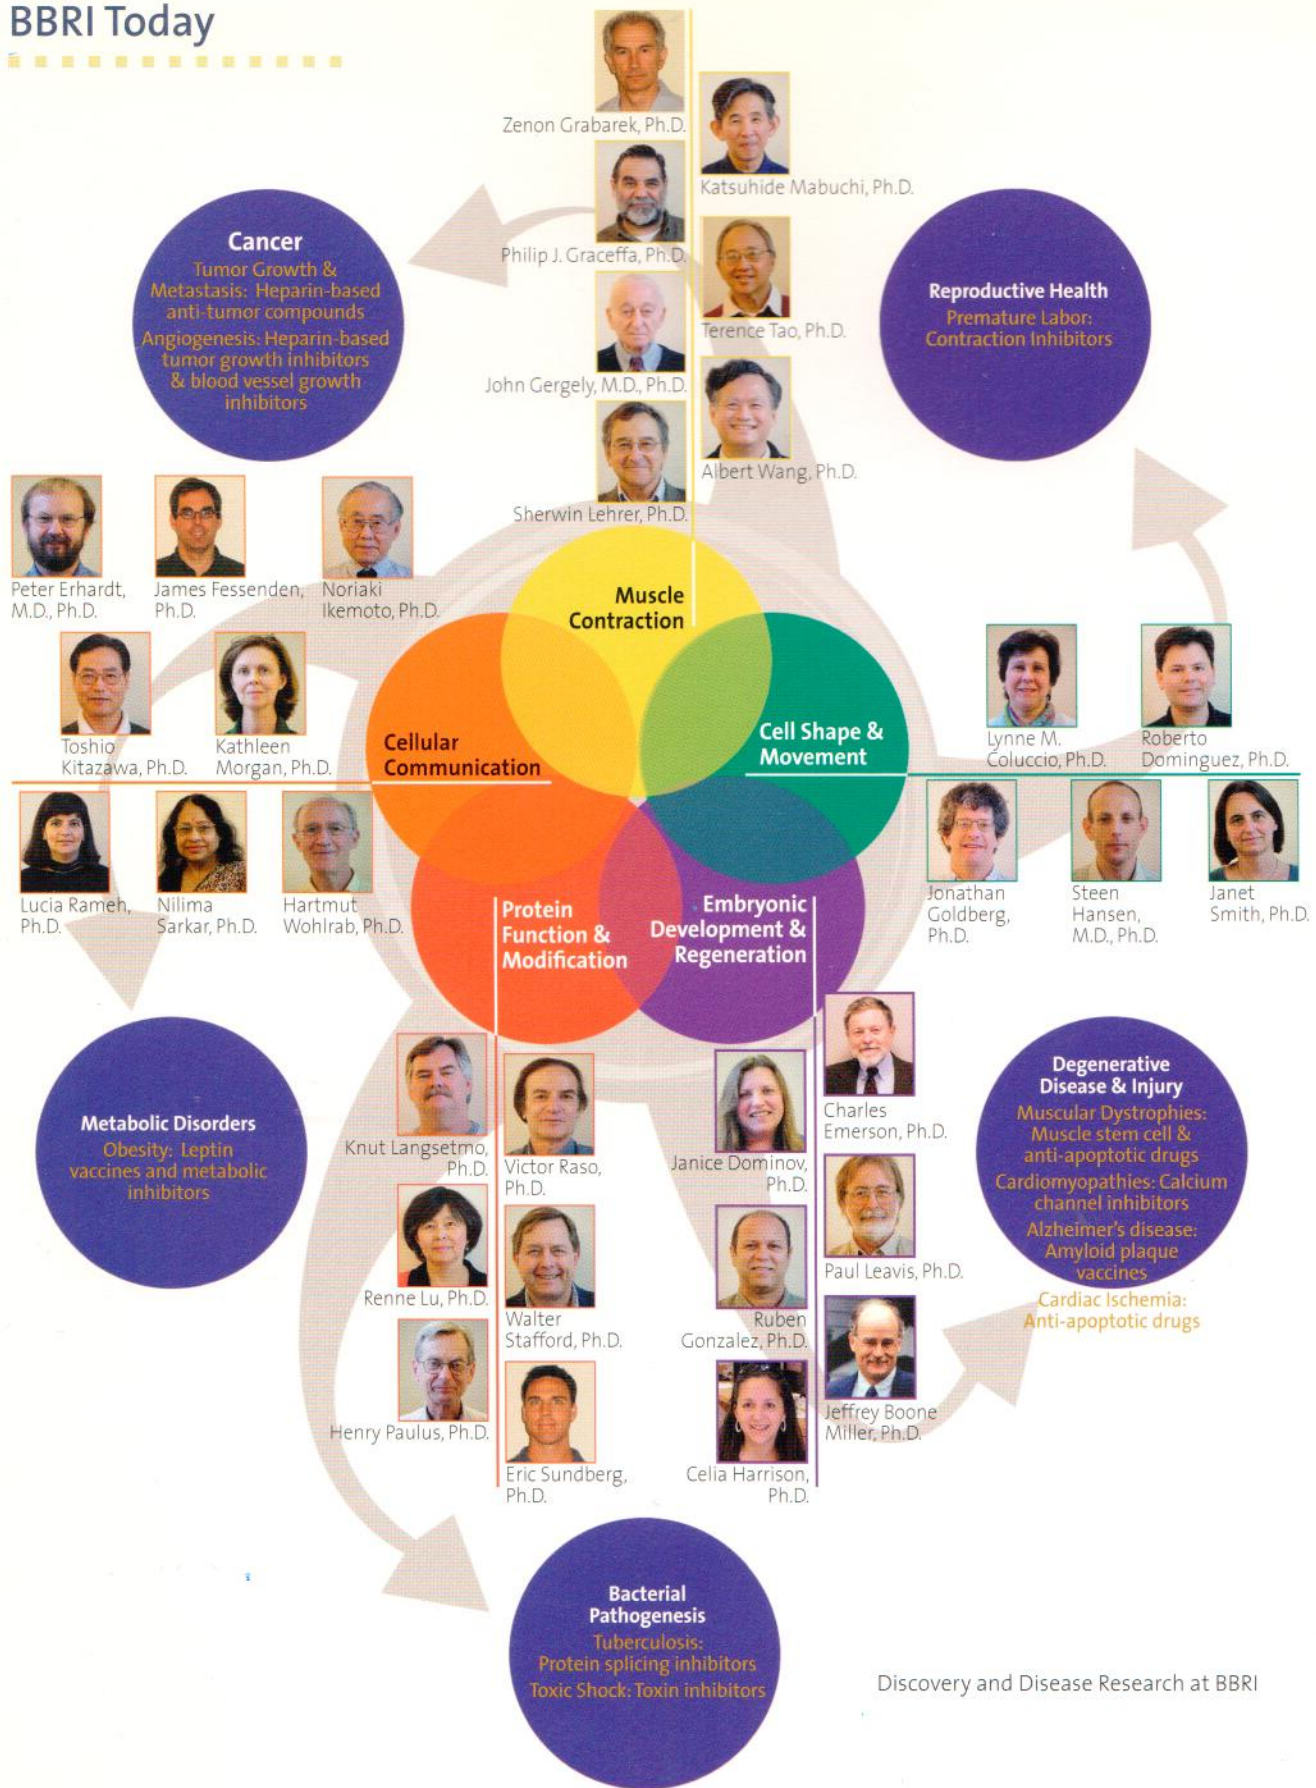 BBRI Today
Zenon Grabarek, Ph.D.
Katsuhide Mabuchi, Ph.D.
Philip J. Graceffa, Ph.D.
Terence Tao, Ph.D.
John Gergely, M.D., Ph.D.
Albert Wang, Ph.D.
Sherwin Lehrer, Ph.D.
Cancer
Tumor Growth &
Metastasis: Heparin-based
anti-tumor compounds
Angiogenesis: Heparin-based
tumor growth inhibitors
& blood vessel growth
inhibitors
Reproductive Health
Premature Labor:
Contraction Inhibitors
Peter Erhardt,
M.D., Ph.D.
James Fessenden,
Ph.D.
Noriaki
Ikemoto, Ph.D.
Toshio
Kitazawa, Ph.D.
Kathleen
Morgan, Ph.D.
Lucia Rameh,
Ph.D.
Nilima
Sarkar, Ph.D.
Hartmut
Wohlrab, Ph.D.
Muscle
Contraction
Cellular
Communication
Cell Shape &
Movement
Protein
Function &
Modification
Embryonic
Development &
Regeneration
Lynne M.
Coluccio, Ph.D.
Roberto
Dominguez, Ph.D.
Jonathan
Goldberg,
Ph.D.
Steen
Hansen,
M.D., Ph.D.
Janet
Smith, Ph.D.
Metabolic Disorders
Obesity: Leptin
vaccines and metabolic
inhibitors
Knut Langsetmo,
Ph.D.
Victor Raso,
Ph.D.
Renne Lu, Ph.D.
Walter
Stafford, Ph.D.
Henry Paulus, Ph.D.
Eric Sundberg,
Ph.D.
Charles
Emerson, Ph.D.
Janice Dominov,
Ph.D.
Paul Leavis, Ph.D.
Ruben
Gonzalez, Ph.D.
Jeffrey Boone
Miller, Ph.D.
Celia Harrison,
Ph.D.
Degenerative
Disease & Injury
Muscular Dystrophies:
Muscle stem cell &
anti-apoptotic drugs
Cardiomyopathies: Calcium
channel inhibitors
Alzheimer's disease:
Amyloid plaque
vaccines
Cardiac Ischemia:
Anti-apoptotic drugs
Bacterial
Pathogenesis
Tuberculosis:
Protein splicing inhibitors
Toxic Shock: Toxin inhibitors
Discovery and Disease Research at BBRI